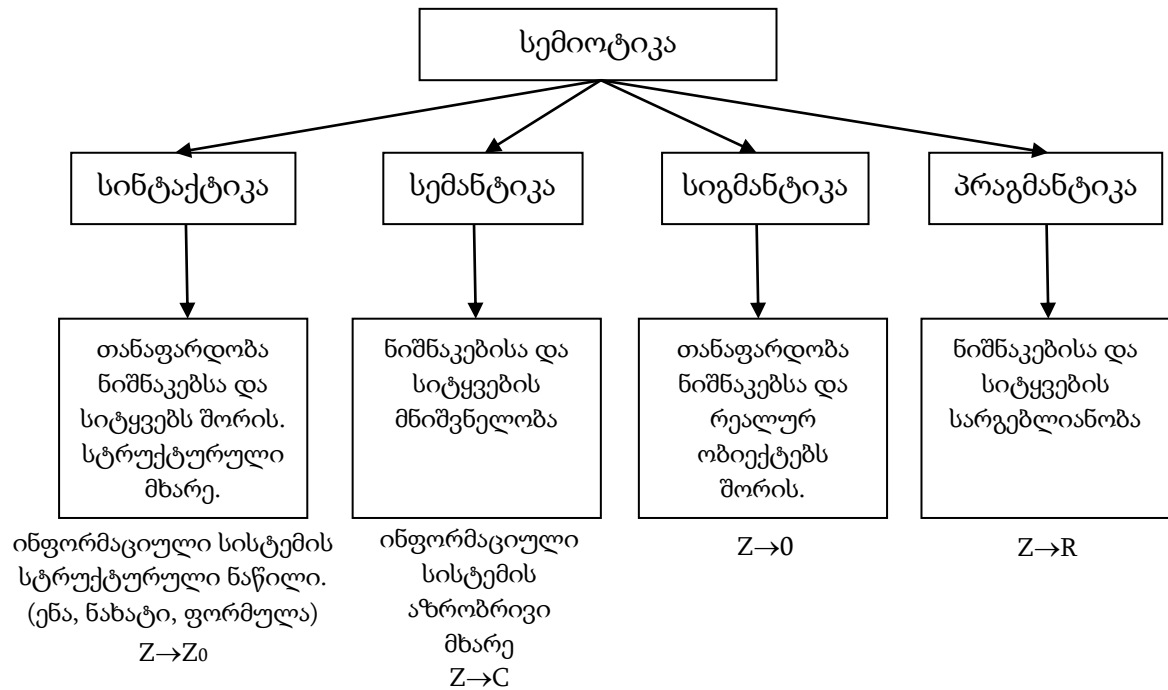 სემიოტიკა
სინტაქტიკა
სემანტიკა
სიგმანტიკა
პრაგმანტიკა
თანაფარდობა
ნიშნაკებსა და
სიტყვებს შორის.
სტრუქტურული
მხარე.
ინფორმაციული სისტემის
სტრუქტურული ნაწილი.
(ენა, ნახატი, ფორმულა)
Z→Z0
ნიშნაკებისა და
სიტყვების
მნიშვნელობა
ინფორმაციული
სისტემის
აზრობრივი
მხარე
Z→C
თანაფარდობა
ნიშნაკებსა და
რეალურ
ობიექტებს
შორის.
Z→0
ნიშნაკებისა და
სიტყვების
სარგებლიანობა
Z→R